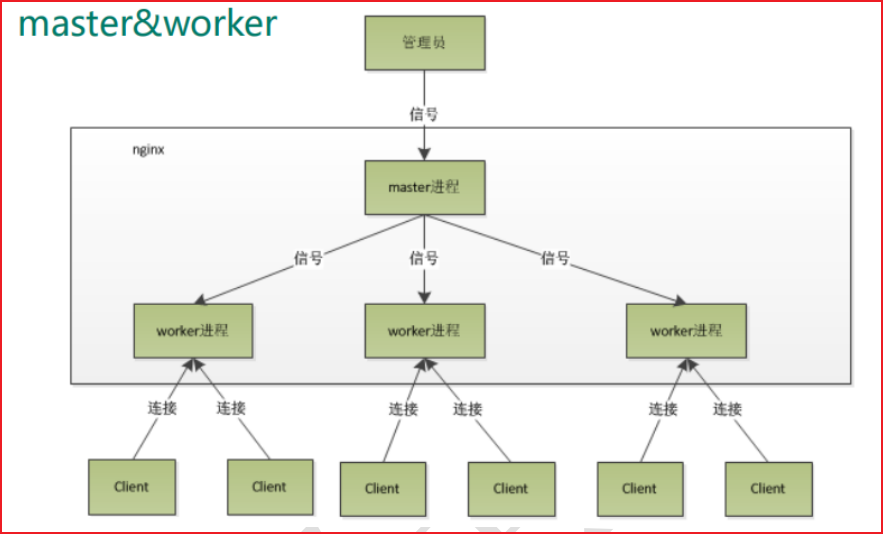 master&worker
管理员
信号
nginx
master进程
信号 信号 信号
worker进程 worker进程 worker进程
连接 连接 连接 连接 连接 连接
Client Client Client Client Client Client